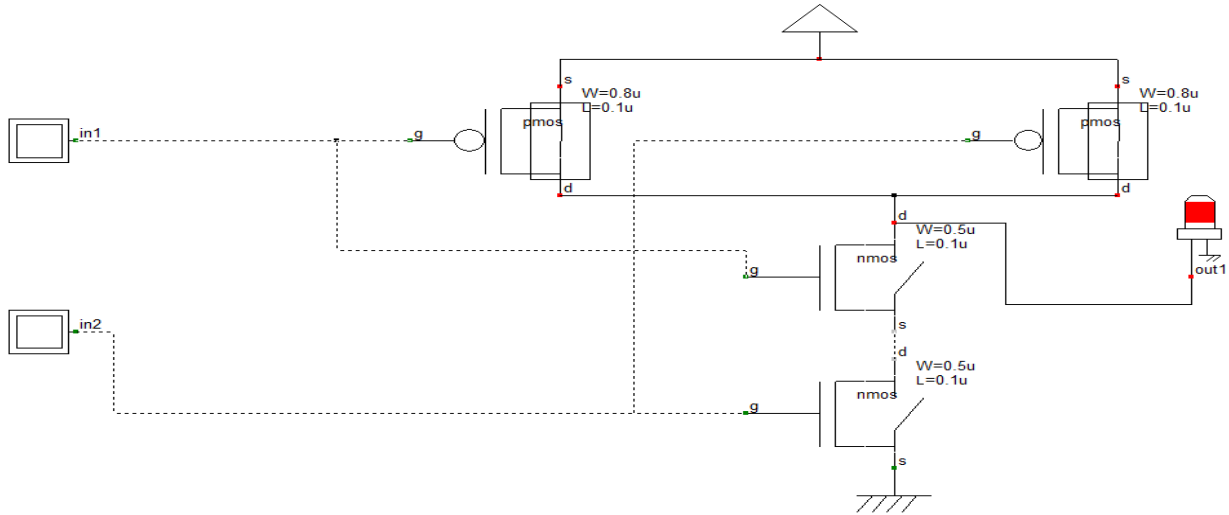 s
W=0.8u
L=0.1u
pmos
g
d
s
W=0.8u
L=0.1u
pmos
g
d
in1
d
W=0.5u
L=0.1u
nmos
g
s
out1
in2
d
W=0.5u
L=0.1u
nmos
g
s